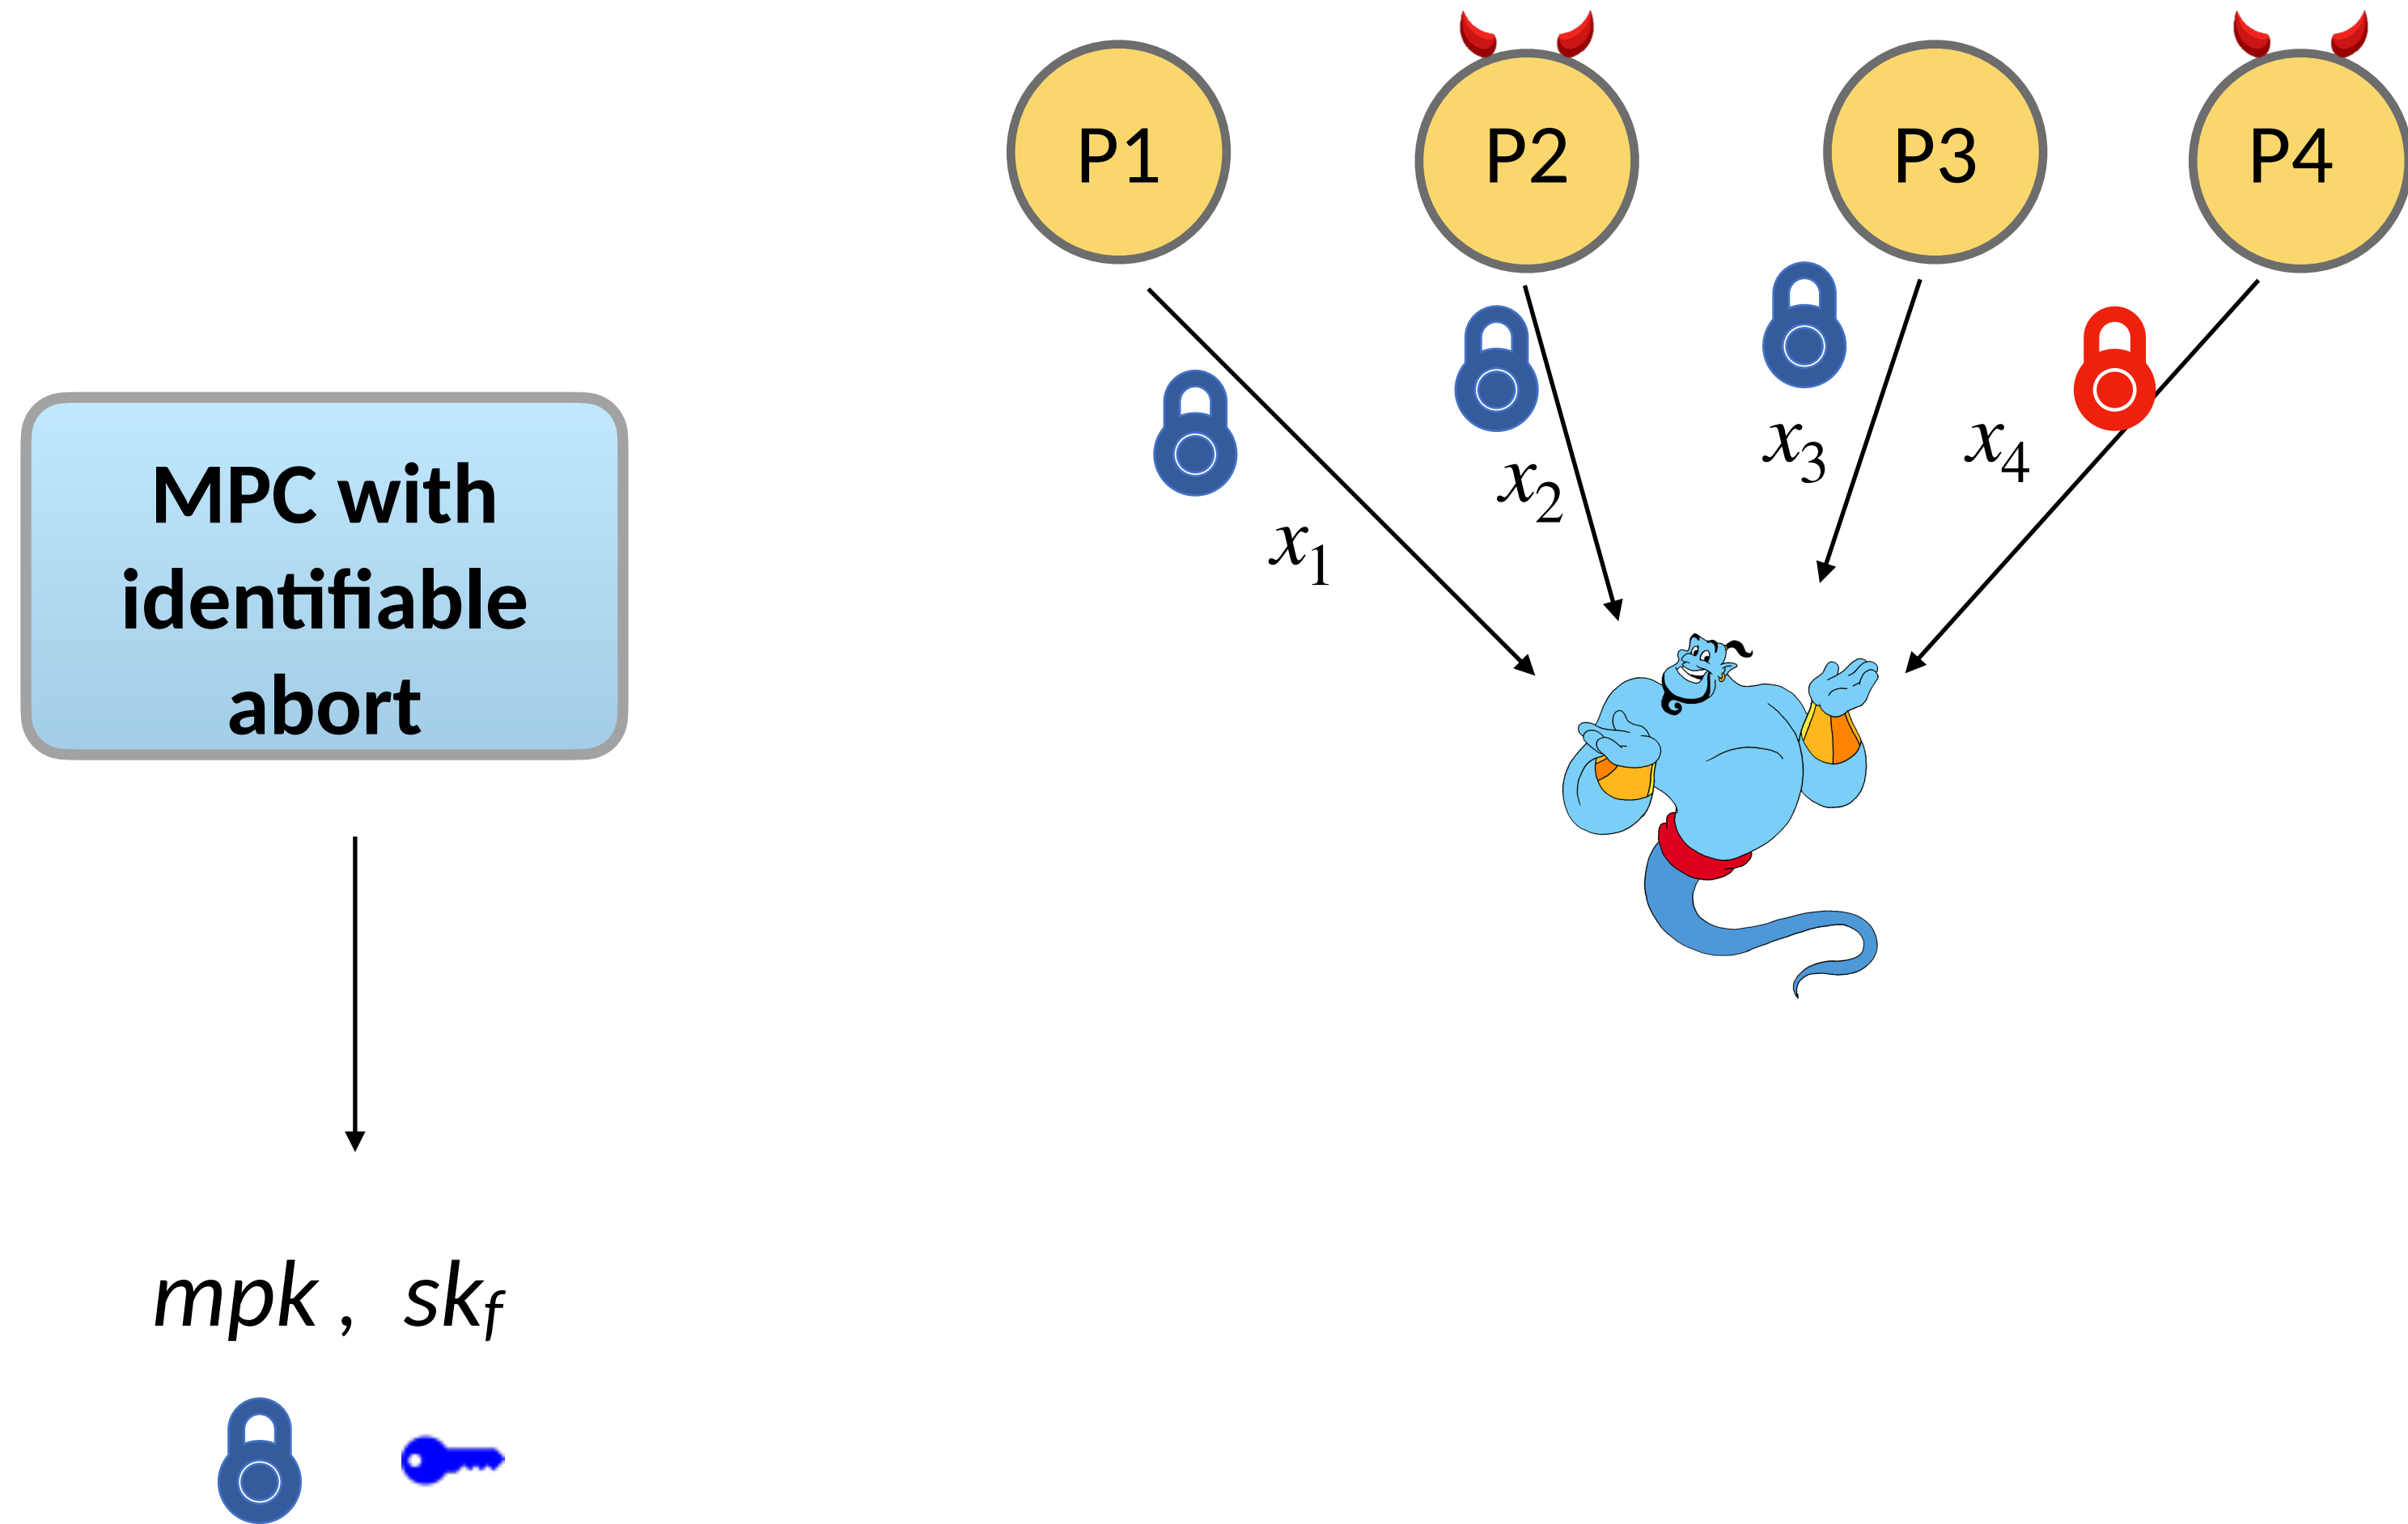 P1
P2
P3
P4
x1
x2
x3
x4
MPC with
identifiable
abort
mpk , skf